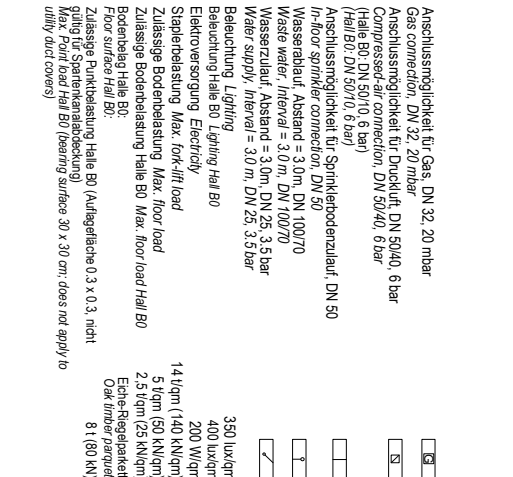 Anschlussmöglichkeit für Gas, DN 32, 20 mbar
Gas connection, DN 32, 20 mbar
G
Anschlussmöglichkeit für Druckluft, DN 50/40, 6 bar
Compressed-air connection, DN 50/40, 6 bar
(Halle B0: DN 50/10, 6 bar)
(Hall B0: DN 50/10, 6 bar)
Anschlussmöglichkeit für Sprinklerbodenzulauf, DN 50
In-floor sprinkler connection, DN 50
Wasserablauf, Abstand = 3.0m, DN 100/70
Waste water, Interval = 3.0 m, DN 100/70
Wasserzulauf, Abstand = 3.0m, DN 25, 3.5 bar
Water supply, Interval = 3.0 m, DN 25, 3.5 bar
Beleuchtung Lighting 350 lux/qm
Beleuchtung Halle B0 Lighting Hall B0 400 lux/qm
Elektroversorgung Electricity 200 W/qm
Staplerbelastung Max. fork-lift load 14 t/qm (140 kN/qm)
Zulässige Bodenbelastung Max. floor load 5 t/qm (50 kN/qm)
Zulässige Bodenbelastung Halle B0 Max. floor load Hall B0 2,5 t/qm (25 kN/qm)
Bodenbelag Halle B0: Eiche-Riegelparkett
Floor surface Hall B0: Oak timber parquet
Zulässige Punktbelastung Halle B0 (Auflagefläche 0.3 x 0.3, nicht 8 t (80 kN)
gültig für Spartenkanalabdeckung)
Max. Point load Hall B0 (bearing surface 30 x 30 cm; does not apply to
utility duct covers)